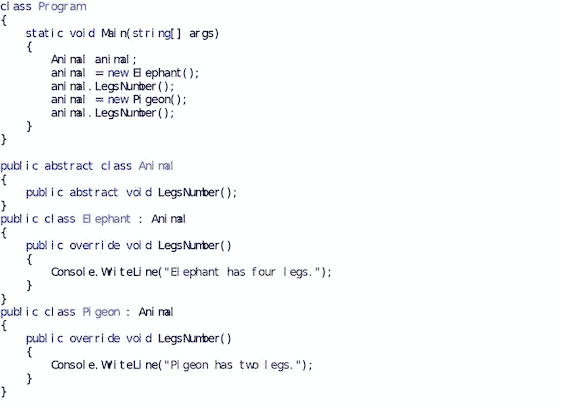 class Program
{
    static void Main(string[] args)
    {
        Animal animal;
        animal = new Elephant();
        animal.LegsNumber();
        animal = new Pigeon();
        animal.LegsNumber();
    }
}

public abstract class Animal
{
    public abstract void LegsNumber();
}
public class Elephant : Animal
{
    public override void LegsNumber()
    {
        Console.WriteLine("Elephant has four legs.");
    }
}
public class Pigeon : Animal
{
    public override void LegsNumber()
    {
        Console.WriteLine("Pigeon has two legs.");
    }
}